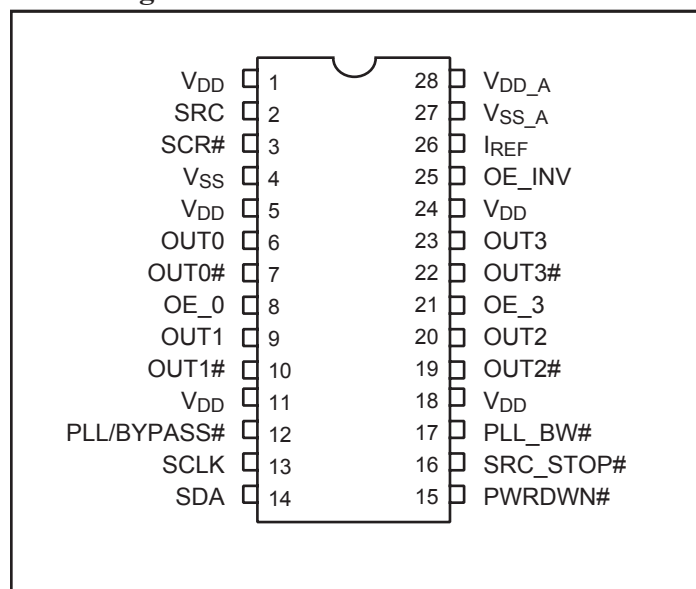 VDD 1 28 VDD_A
SRC 2 27 VSS_A
SCR# 3 26 IREF
VSS 4 25 OE_INV
VDD 5 24 VDD
OUT0 6 23 OUT3
OUT0# 7 22 OUT3#
OE_0 8 21 OE_3
OUT1 9 20 OUT2
OUT1# 10 19 OUT2#
VDD 11 18 VDD
PLL/BYPASS# 12 17 PLL_BW#
SCLK 13 16 SRC_STOP#
SDA 14 15 PWRDWN#